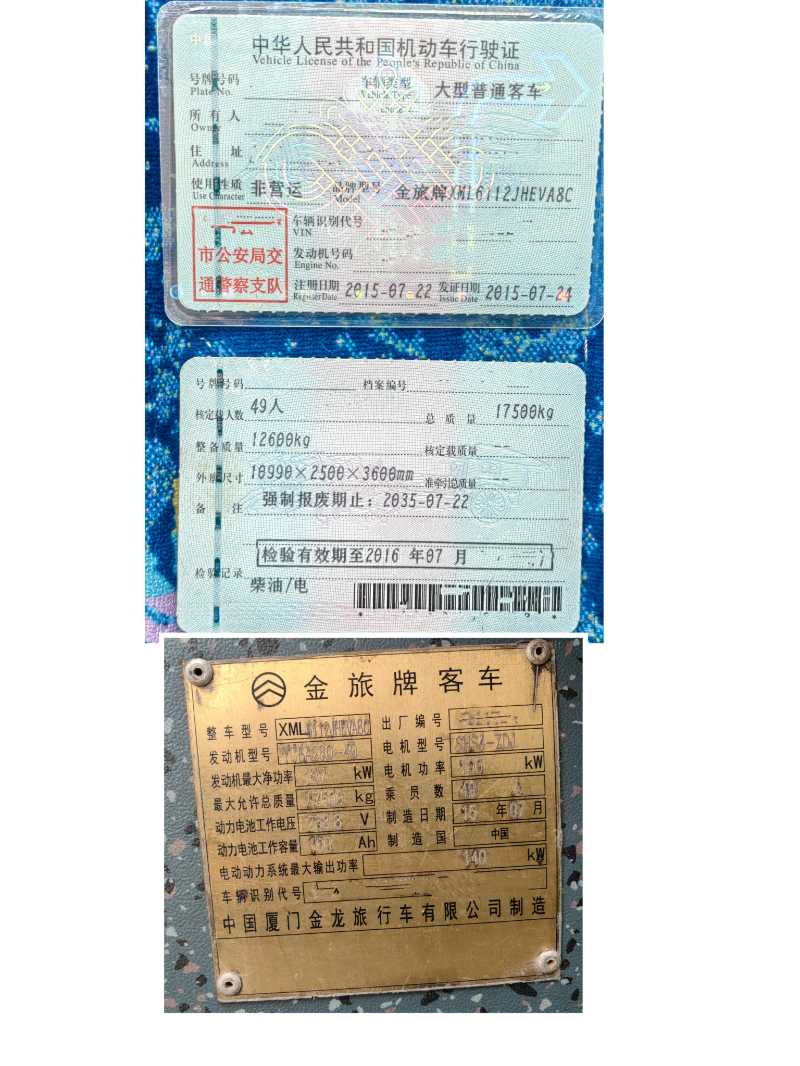 中华人民共和国机动车行驶证
Vehicle License of the People's Republic of China
号牌号码 车辆类型 大型普通客车
Plate No. Vehicle Type
所有人
Owner
住址
Address
使用性质 非营运 品牌型号 金旅牌XML6112JHEVA8C
Use Character Model
车辆识别代号
VIN
市公安局交
发动机号码
Engine No.
通警察支队
注册日期 2015-07-22 发证日期 2015-07-24
Register Date Issue Date
号牌号码 档案编号
核定载人数 49人 总质量 17500kg
整备质量 12600kg 核定载质量 --
外廓尺寸 10990×2500×3600mm 准牵引总质量 --
备注 强制报废期止：2035-07-22
检验有效期至2016年07月
检验记录
柴油/电
金旅牌客车
整车型号 XML 出厂编号
发动机型号 电机型号
发动机最大净功率 kW 电机功率 kW
最大允许总质量 kg 乘员数
动力电池工作电压 V 制造日期 年07月
动力电池工作容量 Ah 制造国 中国
电动动力系统最大输出功率 140 kW
车辆识别代号
中国厦门金龙旅行车有限公司制造